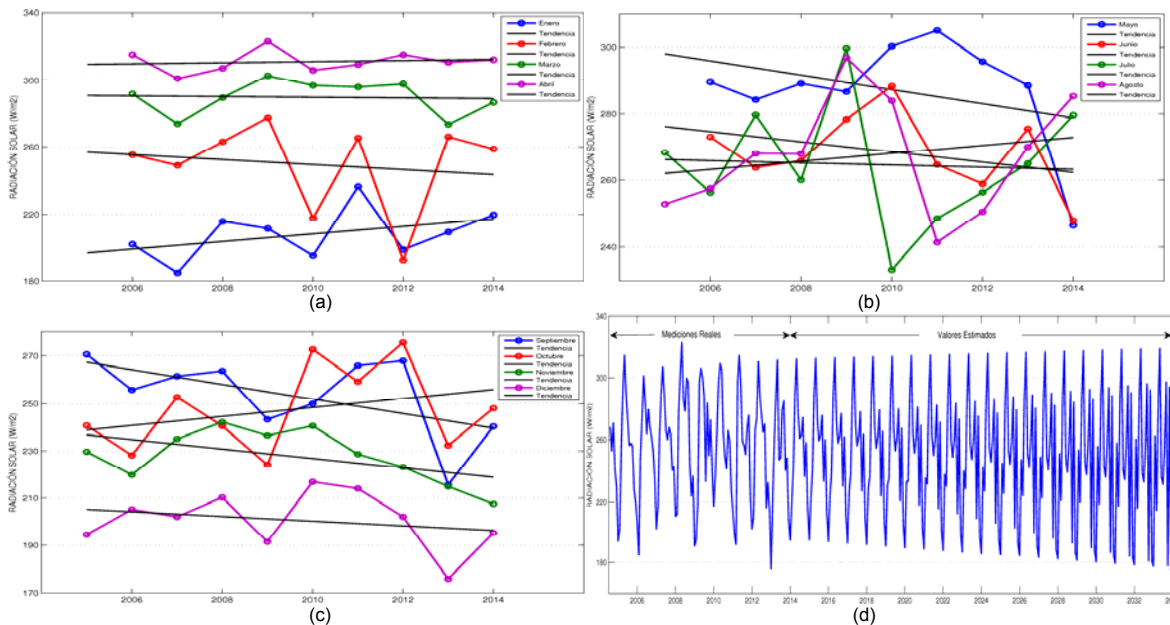 340
300
260
220
180
RADIACIÓN SOLAR (W/m2)
2006
2008
2010
2012
2014
Enero
Tendencia
Febrero
Tendencia
Marzo
Tendencia
Abril
Tendencia
(a)
300
280
260
240
RADIACIÓN SOLAR (W/m2)
2006
2008
2010
2012
2014
Mayo
Tendencia
Junio
Tendencia
Julio
Tendencia
Agosto
Tendencia
(b)
270
250
230
210
190
170
RADIACIÓN SOLAR (W/m2)
2006
2008
2010
2012
2014
Septiembre
Tendencia
Octubre
Tendencia
Noviembre
Tendencia
Diciembre
Tendencia
(c)
340
300
260
220
180
RADIACIÓN SOLAR (W/m2)
Mediciones Reales
Valores Estimados
2006
2008
2010
2012
2014
2016
2018
2020
2022
2024
2026
2028
2030
2032
(d)